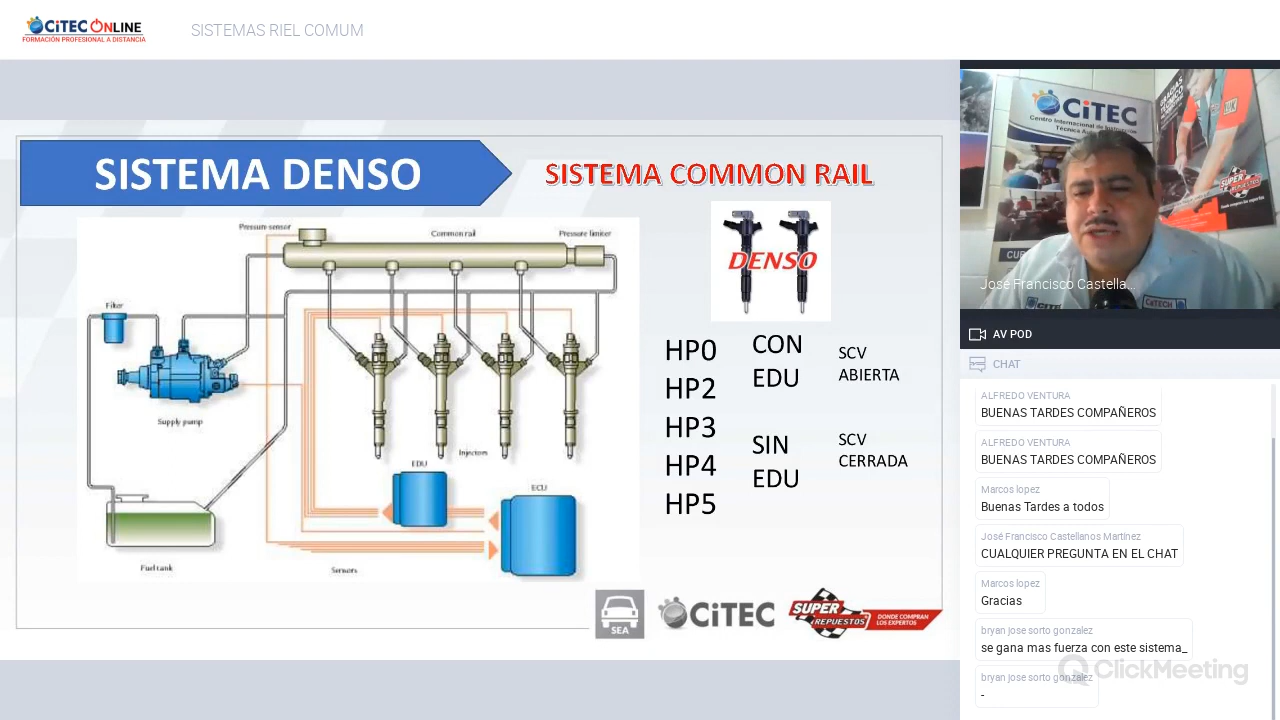 CiTEC ONLINE
FORMACIÓN PROFESIONAL A DISTANCIA
SISTEMAS RIEL COMUM
SISTEMA DENSO
SISTEMA COMMON RAIL
Pressure sensor
Common rail
Pressure limiter
Filter
Supply pump
Injectors
EDU
ECU
Fuel tank
Sensors
DENSO
HP0
HP2
HP3
HP4
HP5
CON
EDU
SCV
ABIERTA
SIN
EDU
SCV
CERRADA
SEA
CiTEC
SUPER
REPUESTOS
DONDE COMPRAN
LOS EXPERTOS
CiTEC
Centro Internacional de Instrucción
Técnica
GRACIAS
SUPER
REPUESTOS
José Francisco Castella...
CiTECH
AV POD
CHAT
ALFREDO VENTURA
BUENAS TARDES COMPAÑEROS
ALFREDO VENTURA
BUENAS TARDES COMPAÑEROS
Marcos lopez
Buenas Tardes a todos
José Francisco Castellanos Martínez
CUALQUIER PREGUNTA EN EL CHAT
Marcos lopez
Gracias
bryan jose sorto gonzalez
se gana mas fuerza con este sistema_
bryan jose sorto gonzalez
-
ClickMeeting